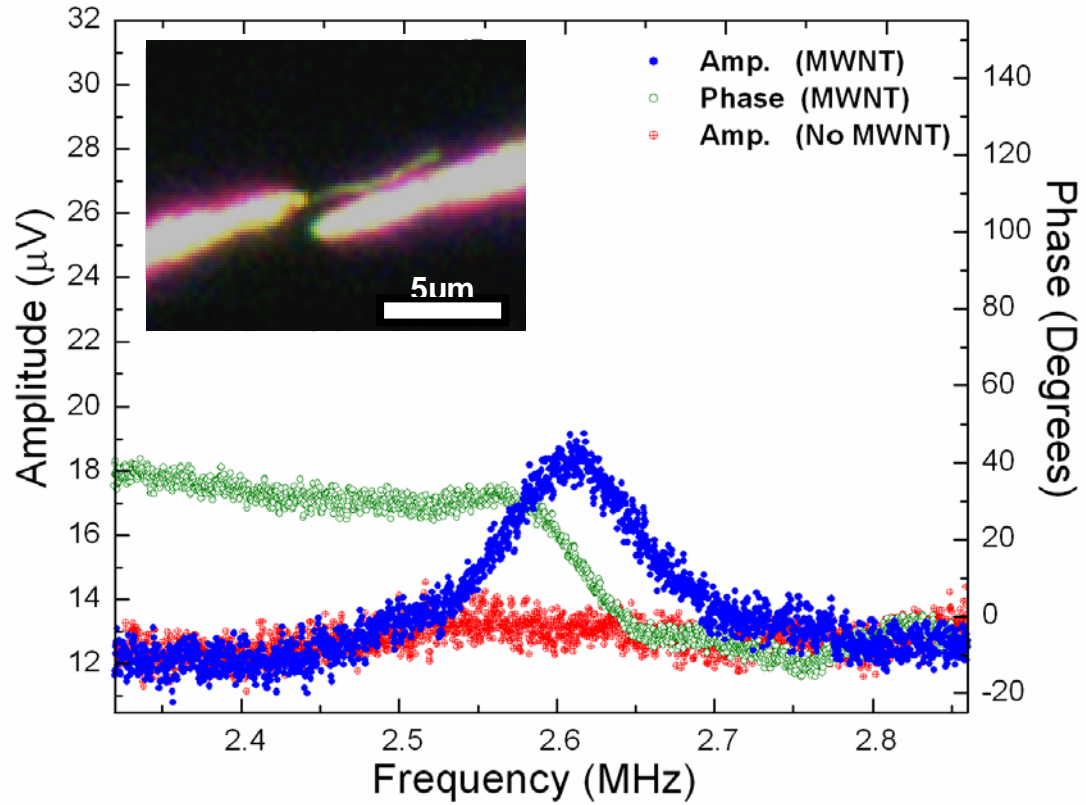 32
30
28
26
24
22
20
18
16
14
12
Amplitude (μV)
5μm
Amp. (MWNT)
Phase (MWNT)
Amp. (No MWNT)
140
120
100
80
60
40
20
0
-20
Phase (Degrees)
2.4 2.5 2.6 2.7 2.8
Frequency (MHz)